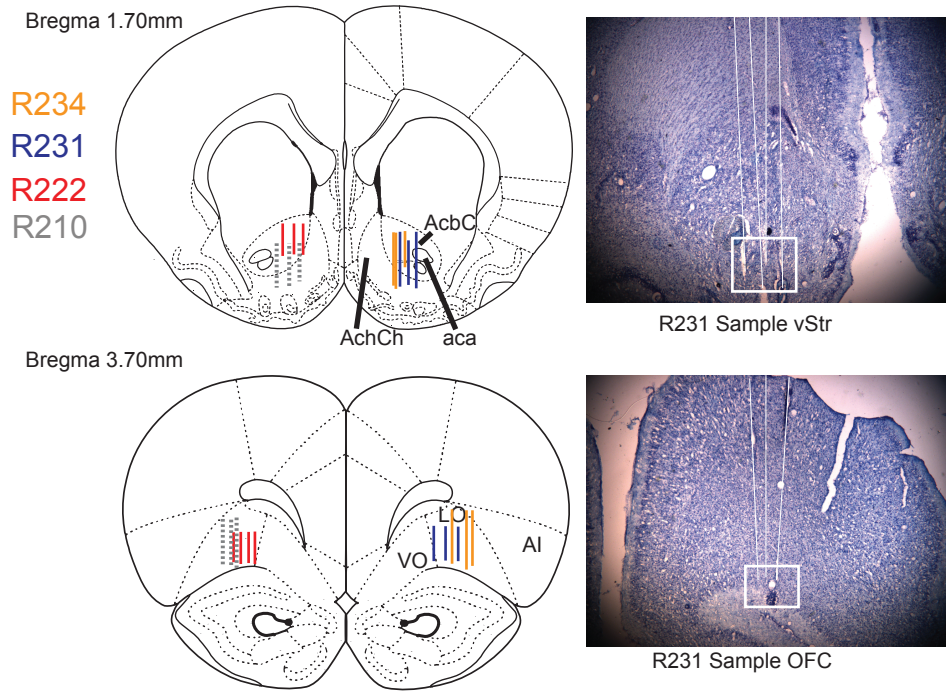 Bregma 1.70mm
R234
R231
R222
R210
AcbC
AchCh
aca
R231 Sample vStr
Bregma 3.70mm
LO
VO
AI
R231 Sample OFC